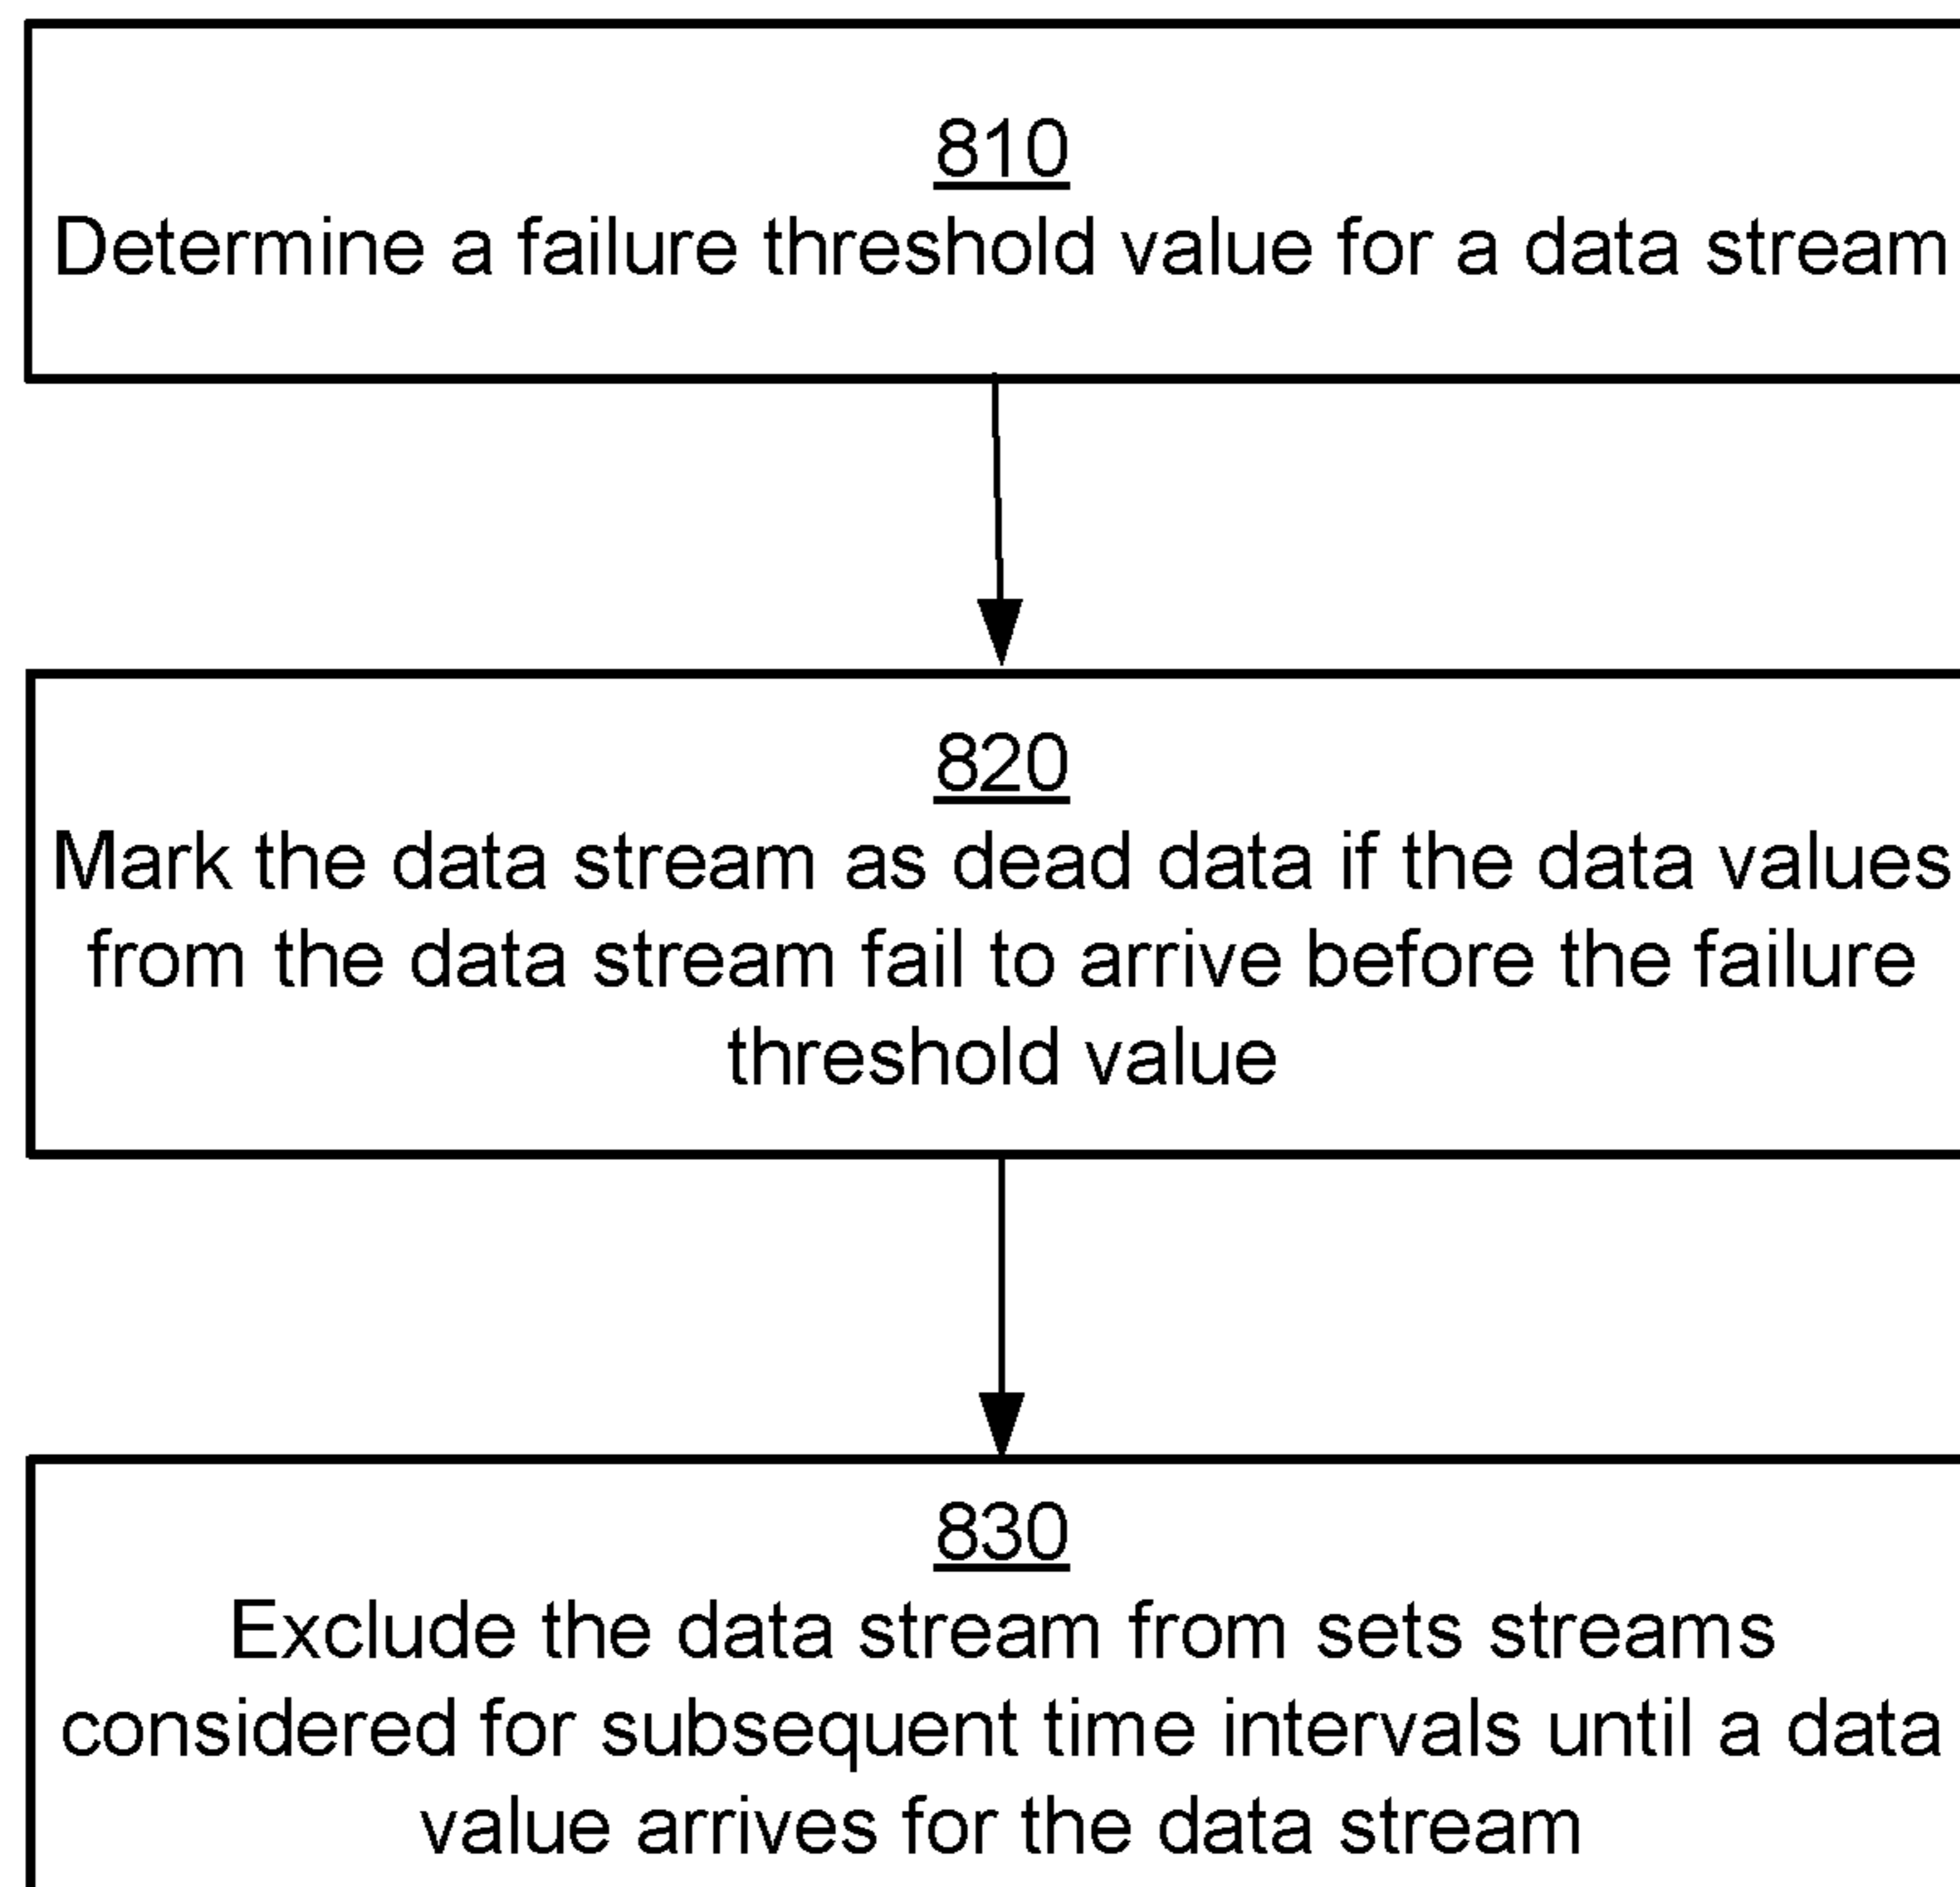 810
Determine a failure threshold value for a data stream
820
Mark the data stream as dead data if the data values
from the data stream fail to arrive before the failure
threshold value
830
Exclude the data stream from sets streams
considered for subsequent time intervals until a data
value arrives for the data stream